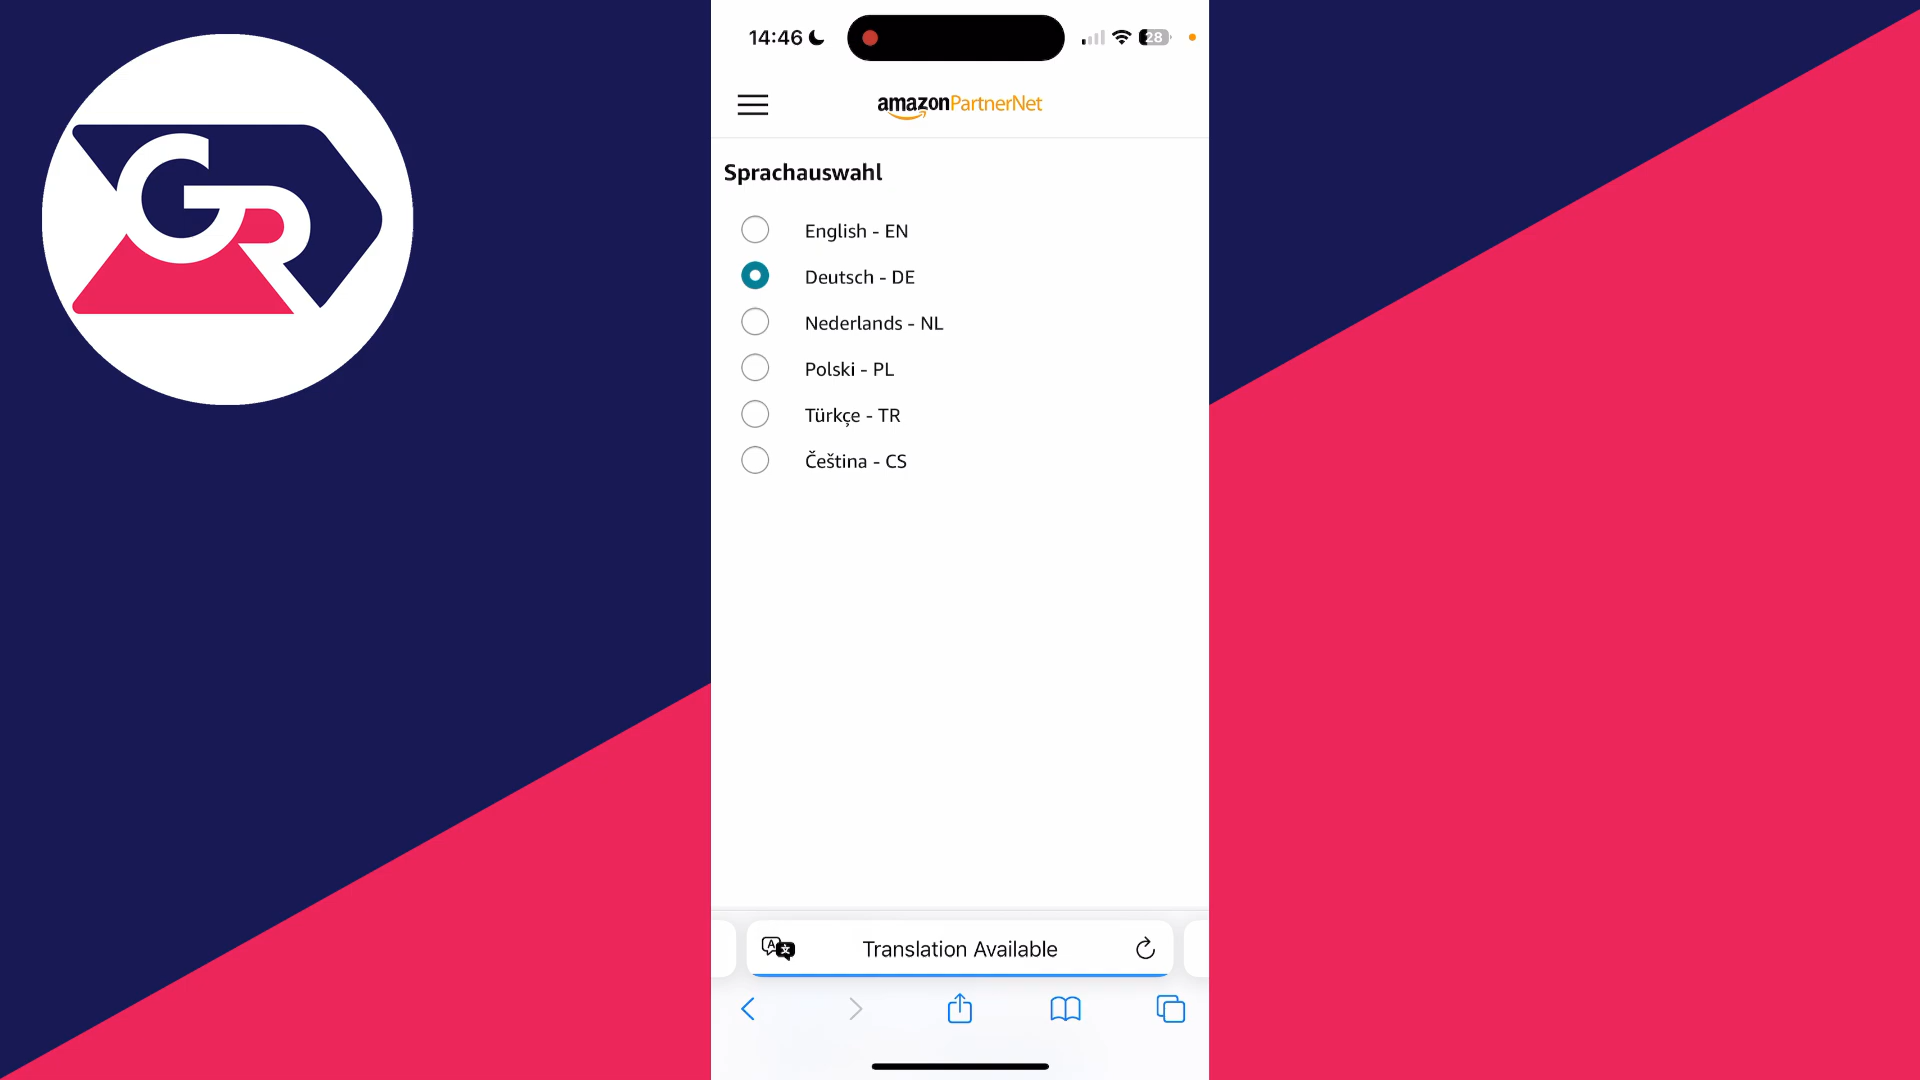 GR
14:46
28
amazonPartnerNet
Sprachauswahl
English - EN
Deutsch - DE
Nederlands - NL
Polski - PL
Türkçe - TR
Čeština - CS
Translation Available